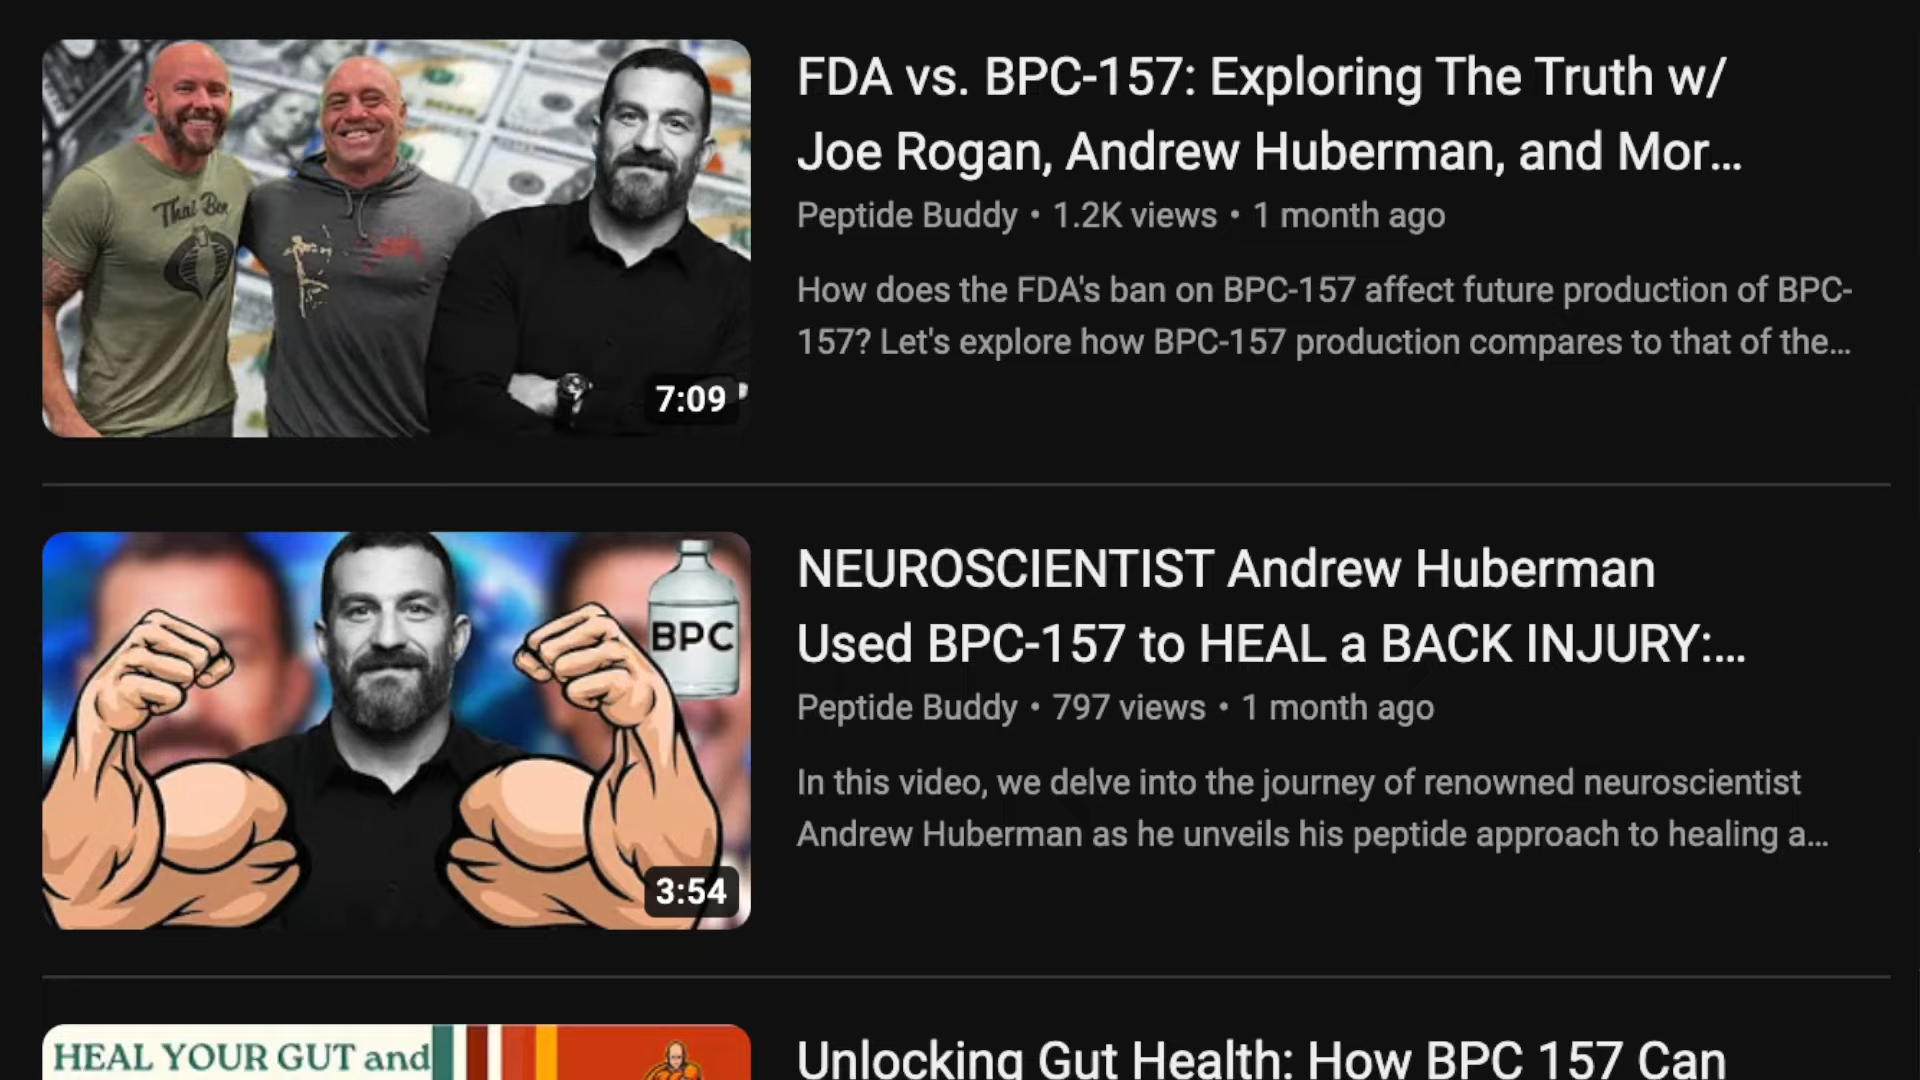 Thai Ben
7:09
FDA vs. BPC-157: Exploring The Truth w/
Joe Rogan, Andrew Huberman, and Mor...
Peptide Buddy • 1.2K views • 1 month ago
How does the FDA's ban on BPC-157 affect future production of BPC-
157? Let's explore how BPC-157 production compares to that of the...
BPC
3:54
NEUROSCIENTIST Andrew Huberman
Used BPC-157 to HEAL a BACK INJURY:...
Peptide Buddy • 797 views • 1 month ago
In this video, we delve into the journey of renowned neuroscientist
Andrew Huberman as he unveils his peptide approach to healing a...
HEAL YOUR GUT and
Unlocking Gut Health: How BPC 157 Can